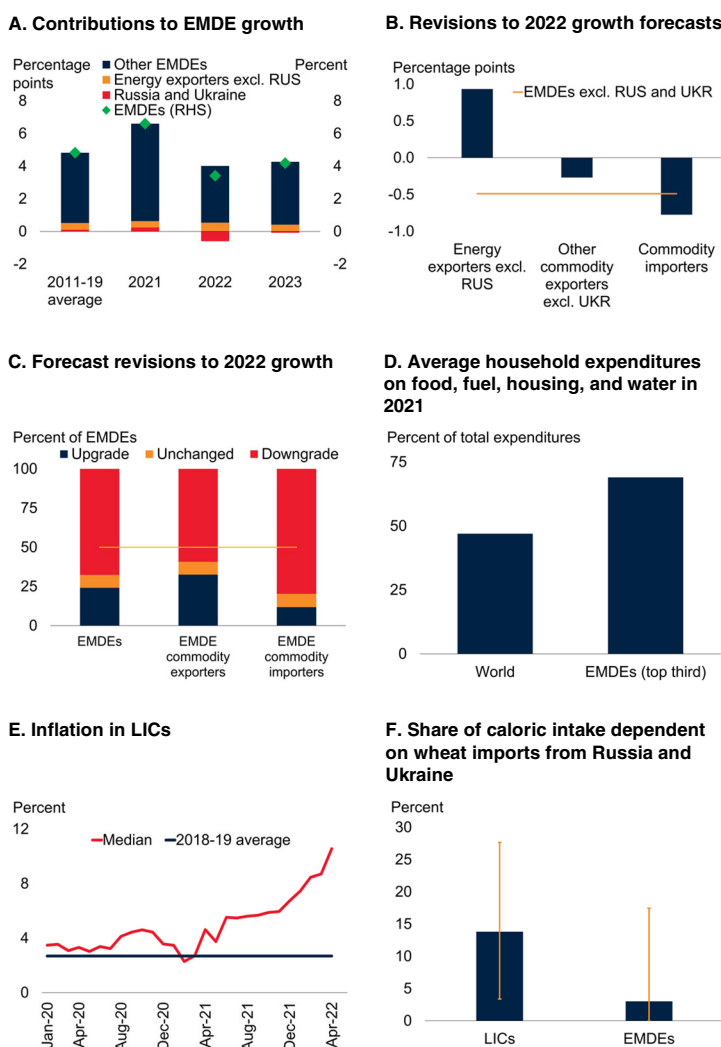 A. Contributions to EMDE growth
Percentage points
Percent
Other EMDEs
Energy exporters excl. RUS
Russia and Ukraine
EMDEs (RHS)
8
6
4
2
0
-2
8
6
4
2
0
-2
2011-19 average
2021
2022
2023
B. Revisions to 2022 growth forecasts
Percentage points
EMDEs excl. RUS and UKR
1.0
0.5
0.0
-0.5
-1.0
Energy exporters excl. RUS
Other commodity exporters excl. UKR
Commodity importers
C. Forecast revisions to 2022 growth
Percent of EMDEs
Upgrade
Unchanged
Downgrade
100
75
50
25
0
EMDEs
EMDE commodity exporters
EMDE commodity importers
D. Average household expenditures
on food, fuel, housing, and water in
2021
Percent of total expenditures
75
50
25
0
World
EMDEs (top third)
E. Inflation in LICs
Percent
Median
2018-19 average
12
8
4
0
Jan-20
Apr-20
Aug-20
Dec-20
Apr-21
Aug-21
Dec-21
Apr-22
F. Share of caloric intake dependent
on wheat imports from Russia and
Ukraine
Percent
30
25
20
15
10
5
0
LICs
EMDEs